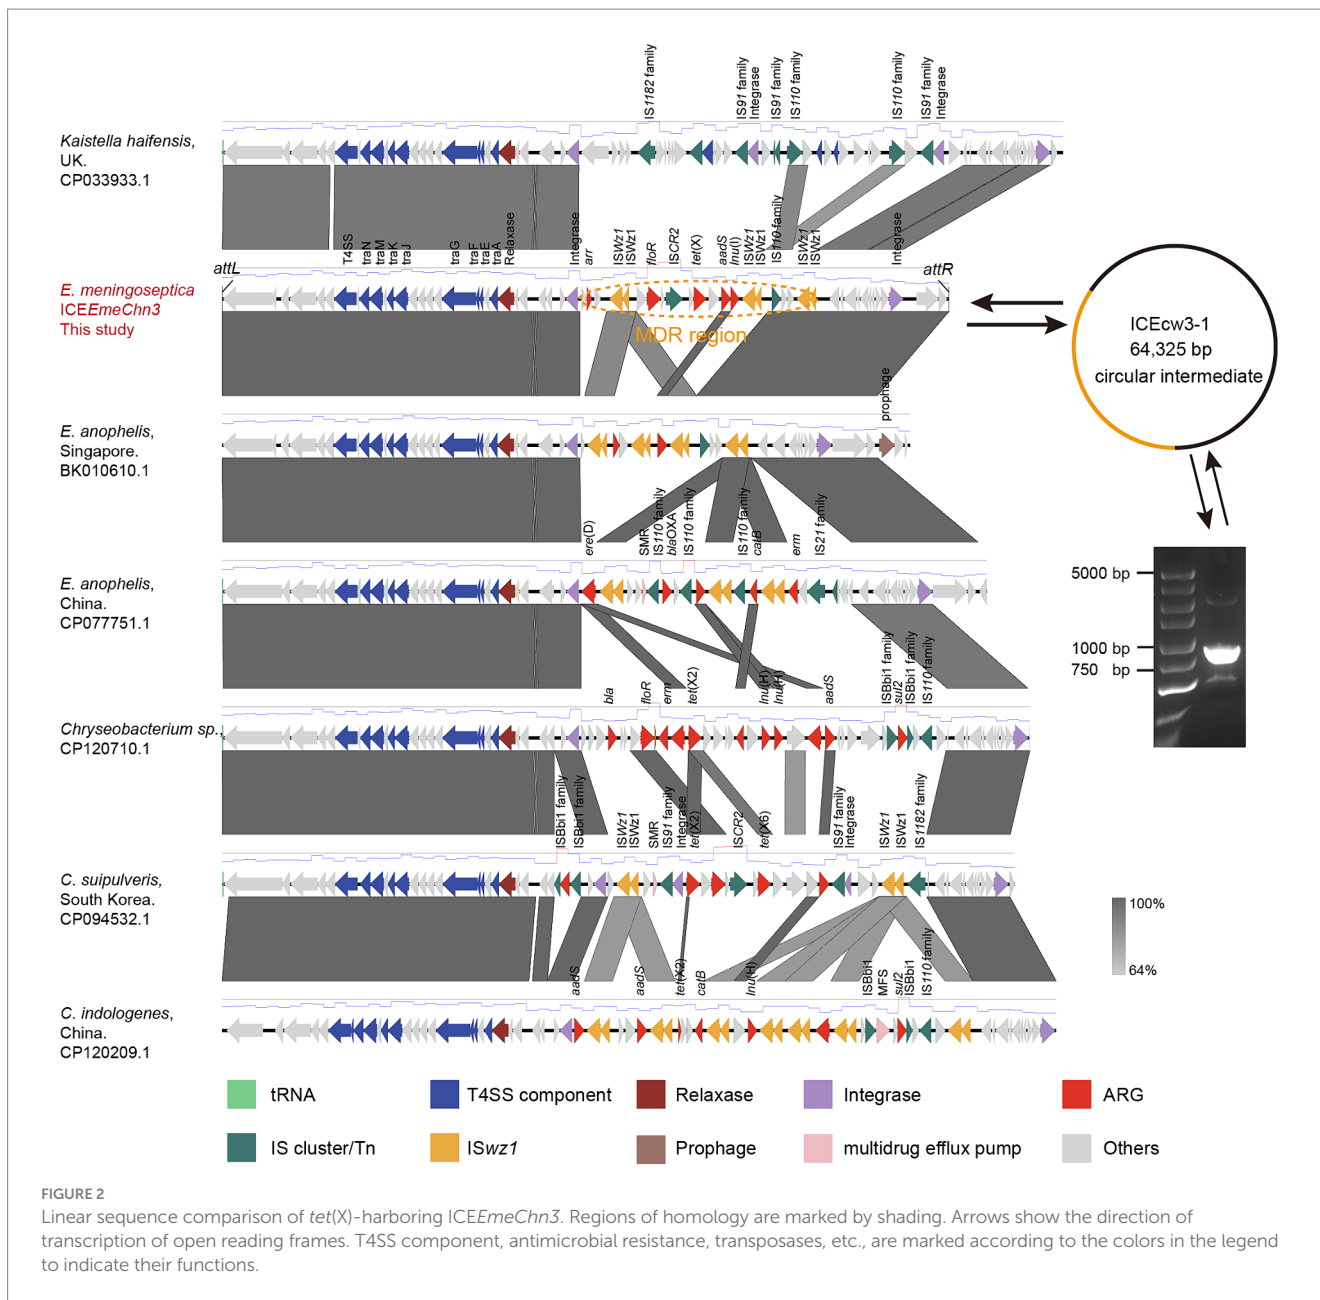 IS1182 family
IS91 family
Integrase
IS91 family
IS110 family
IS110 family
IS91 family
Integrase
Kaistella haifensis,
UK.
CP033933.1
T4SS
traN
traM
traK
traJ
traG
traF
traE
traA
Relaxase
Integrase
arr
ISWz1
ISWz1
floR
ISCR2
tet(X)
aadS
lnu(I)
ISWz1
ISWz1
IS110 family
ISWz1
ISWz1
Integrase
attL
attR
E. meningoseptica
ICEEmeChn3
This study
MDR region
ICEcw3-1
64,325 bp
circular intermediate
prophage
E. anophelis,
Singapore.
BK010610.1
ere(D)
SMR
IS110 family
blaOXA
IS110 family
IS110 family
catB
erm
IS21 family
5000 bp
1000 bp
750 bp
E. anophelis,
China.
CP077751.1
bla
floR
erm
tet(X2)
lnu(H)
lnu(H)
aadS
ISBbi1 family
sul2
ISBbi1 family
IS110 family
Chryseobacterium sp.,
CP120710.1
ISBbi1 family
ISBbi1 family
ISWz1
ISWz1
SMR
IS91 family
Integrase
tet(X2)
ISCR2
tet(X6)
IS91 family
Integrase
ISWz1
ISWz1
IS1182 family
C. suipulveris,
South Korea.
CP094532.1
100%
64%
aadS
aadS
tet(X2)
catB
lnu(H)
ISBbi1
MFS
sul2
ISBbi1
IS110 family
C. indologenes,
China.
CP120209.1
tRNA
T4SS component
Relaxase
Integrase
ARG
IS cluster/Tn
ISwz1
Prophage
multidrug efflux pump
Others
FIGURE 2
Linear sequence comparison of tet(X)-harboring ICEEmeChn3. Regions of homology are marked by shading. Arrows show the direction of
transcription of open reading frames. T4SS component, antimicrobial resistance, transposases, etc., are marked according to the colors in the legend
to indicate their functions.